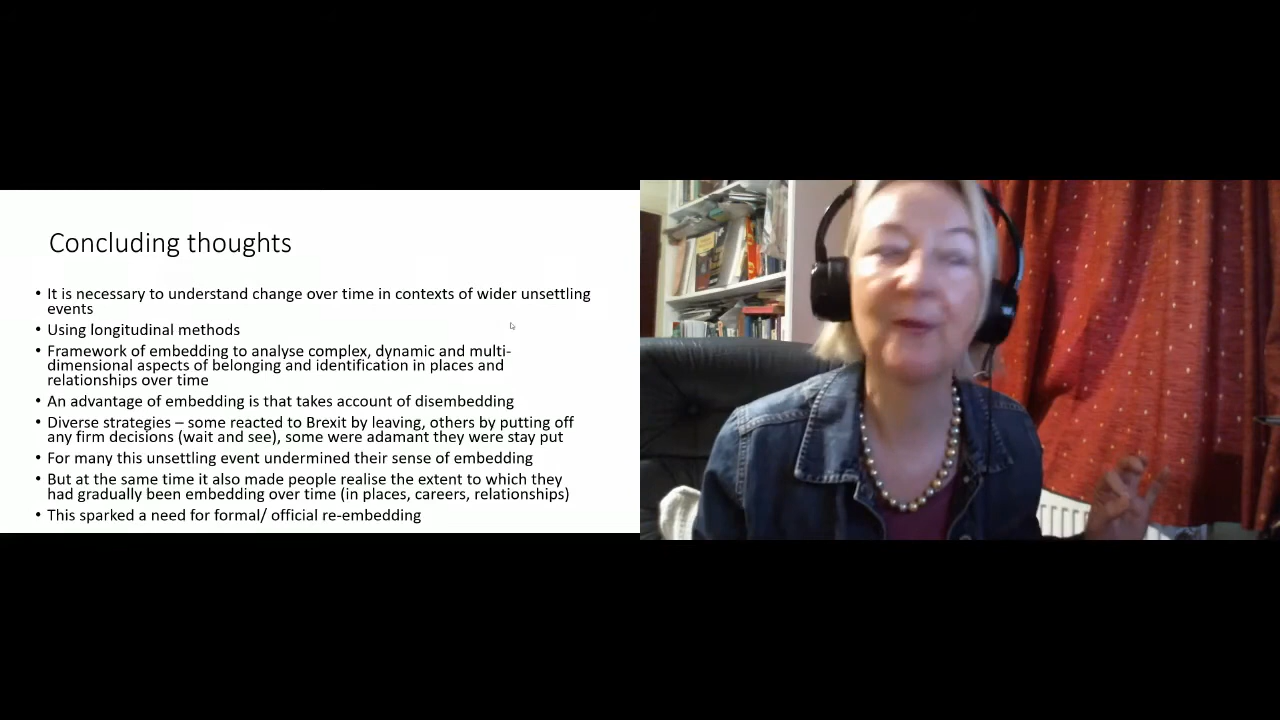 Concluding thoughts
• It is necessary to understand change over time in contexts of wider unsettling
events
• Using longitudinal methods
• Framework of embedding to analyse complex, dynamic and multi-
dimensional aspects of belonging and identification in places and
relationships over time
• An advantage of embedding is that takes account of disembedding
• Diverse strategies – some reacted to Brexit by leaving, others by putting off
any firm decisions (wait and see), some were adamant they were stay put
• For many this unsettling event undermined their sense of embedding
• But at the same time it also made people realise the extent to which they
had gradually been embedding over time (in places, careers, relationships)
• This sparked a need for formal/ official re-embedding